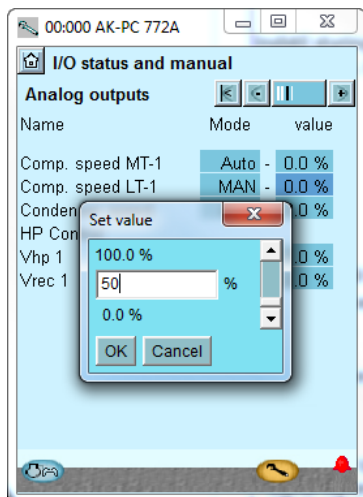 00:000 AK-PC 772A
I/O status and manual
Analog outputs
Name Mode value
Comp. speed MT-1 Auto - 0.0 %
Comp. speed LT-1 MAN - 0.0 %
.0 %
HP Con
Vhp 1 .0 %
Vrec 1 .0 %
Set value
100.0 %
50 %
0.0 %
OK Cancel